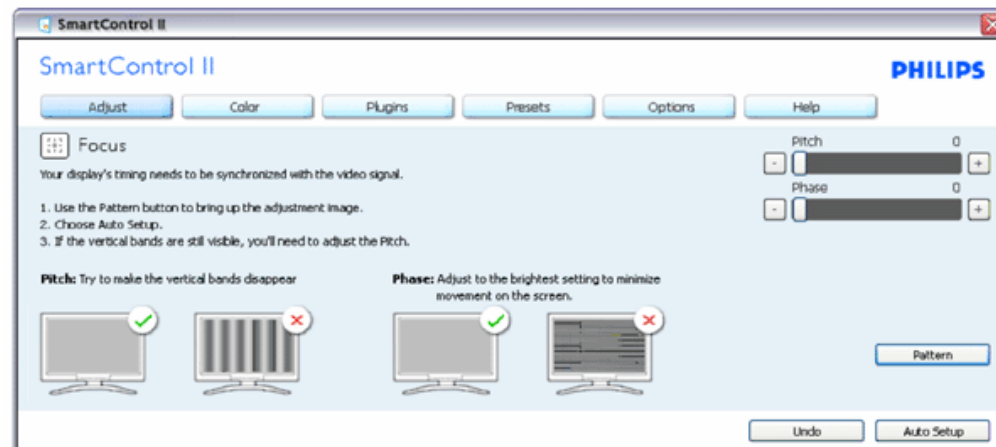 SmartControl II
SmartControl II
PHILIPS
Adjust Color Plugins Presets Options Help
Focus
Your display's timing needs to be synchronized with the video signal.
1. Use the Pattern button to bring up the adjustment image.
2. Choose Auto Setup.
3. If the vertical bands are still visible, you'll need to adjust the Pitch.
Pitch 0
- +
Phase 0
- +
Pitch: Try to make the vertical bands disappear
Phase: Adjust to the brightest setting to minimize
movement on the screen.
Pattern
Undo Auto Setup